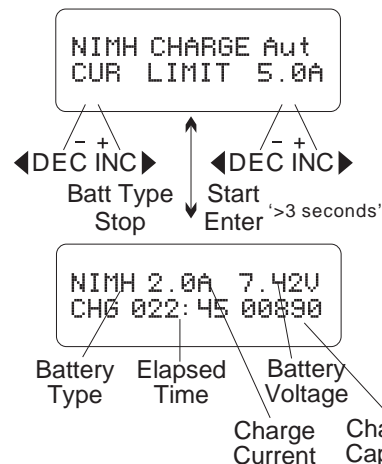 NIMH CHARGE Aut
CUR LIMIT 5.0A
- +
- +
◀DEC INC▶
◀DEC INC▶
Batt Type
Stop
Start
Enter
'>3 seconds'
NIMH 2.0A 7.42V
CHG 022:45 00890
Battery
Type
Elapsed
Time
Battery
Voltage
Charge
Current